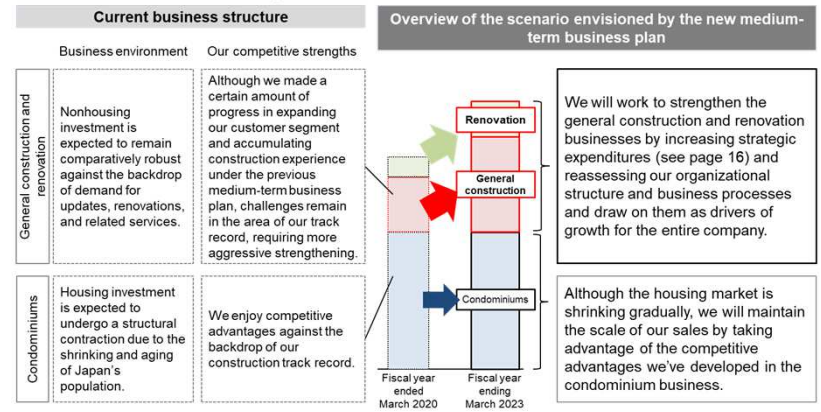 Current business structure
Overview of the scenario envisioned by the new medium-
term business plan
Business environment
Our competitive strengths
General construction and
renovation
Nonhousing
investment is
expected to remain
comparatively robust
against the backdrop
of demand for
updates, renovations,
and related services.
Although we made a
certain amount of
progress in expanding
our customer segment
and accumulating
construction experience
under the previous
medium-term business
plan, challenges remain
in the area of our track
record, requiring more
aggressive strengthening.
Renovation
General
construction
We will work to strengthen the
general construction and renovation
businesses by increasing strategic
expenditures (see page 16) and
reassessing our organizational
structure and business processes
and draw on them as drivers of
growth for the entire company.
Condominiums
Housing investment is
expected to
undergo a structural
contraction due to the
shrinking and aging
of Japan's
population.
We enjoy competitive
advantages against the
backdrop of our
construction track record.
Condominiums
Although the housing market is
shrinking gradually, we will maintain
the scale of our sales by taking
advantage of the competitive
advantages we've developed in the
condominium business.
Fiscal year
ended
March 2020
Fiscal year
ending
March 2023